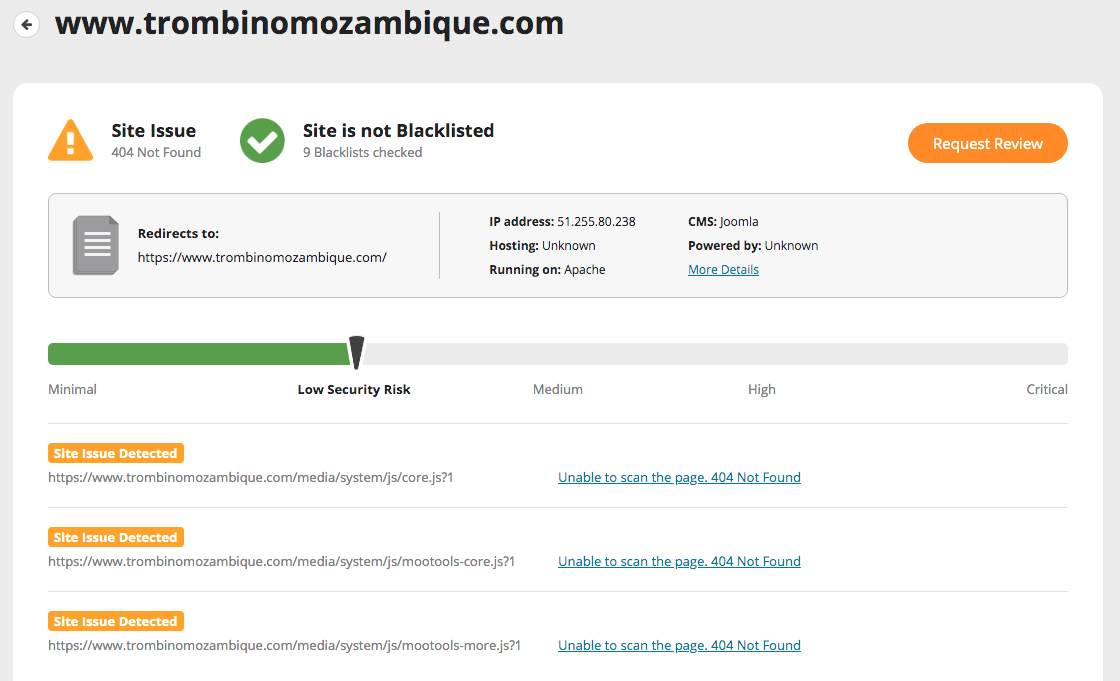 www.trombinomozambique.com
Site Issue
404 Not Found
Site is not Blacklisted
9 Blacklists checked
Request Review
Redirects to:
https://www.trombinomozambique.com/
IP address: 51.255.80.238
Hosting: Unknown
Running on: Apache
CMS: Joomla
Powered by: Unknown
More Details
Minimal
Low Security Risk
Medium
High
Critical
Site Issue Detected
https://www.trombinomozambique.com/media/system/js/core.js?1
Unable to scan the page. 404 Not Found
Site Issue Detected
https://www.trombinomozambique.com/media/system/js/mootools-core.js?1
Unable to scan the page. 404 Not Found
Site Issue Detected
https://www.trombinomozambique.com/media/system/js/mootools-more.js?1
Unable to scan the page. 404 Not Found